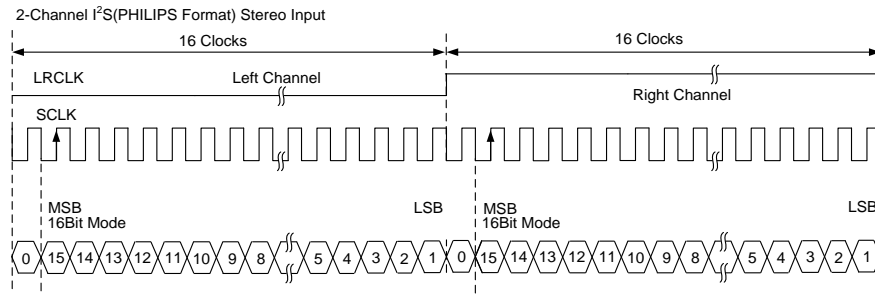 2-Channel I²S(PHILIPS Format) Stereo Input
16 Clocks 16 Clocks
LRCLK Left Channel
Right Channel
SCLK
MSB LSB MSB LSB
16Bit Mode 16Bit Mode
0 15 14 13 12 11 10 9 8 5 4 3 2 1 0 15 14 13 12 11 10 9 8 5 4 3 2 1